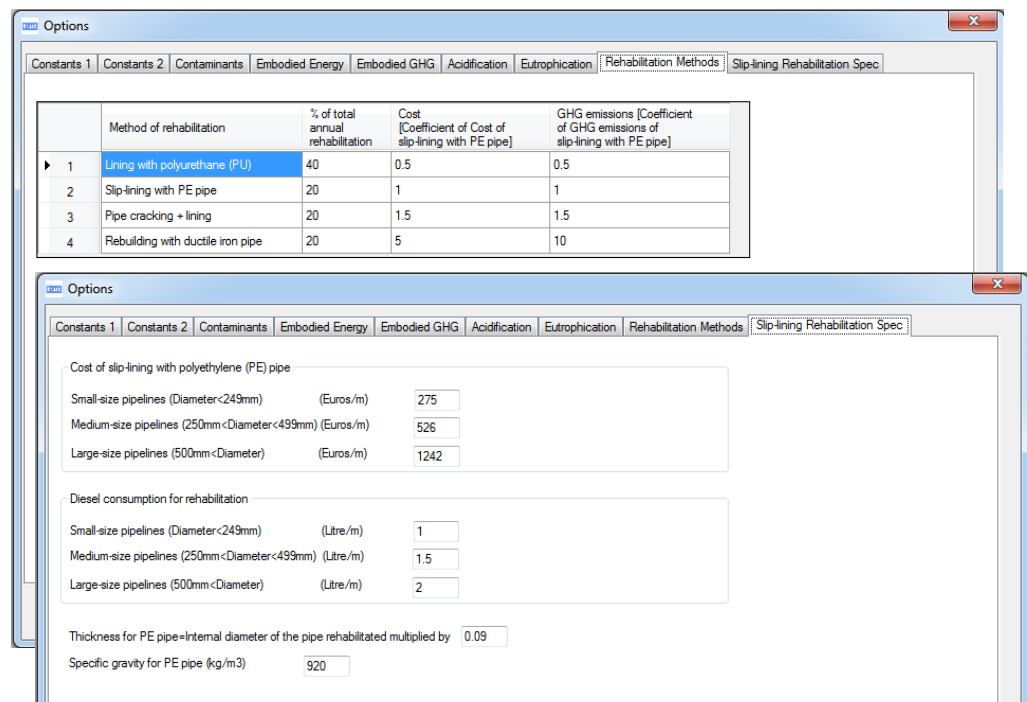 Options
Constants 1 Constants 2 Contaminants Embodied Energy Embodied GHG Acidification Eutrophication Rehabilitation Methods Slip-lining Rehabilitation Spec
Method of rehabilitation
% of total
annual
rehabilitation
Cost
[Coefficient of Cost of
slip-lining with PE pipe]
GHG emissions [Coefficient
of GHG emissions of
slip-lining with PE pipe]
1 Lining with polyurethane (PU) 40 0.5 0.5
2 Slip-lining with PE pipe 20 1 1
3 Pipe cracking + lining 20 1.5 1.5
4 Rebuilding with ductile iron pipe 20 5 10
Options
Constants 1 Constants 2 Contaminants Embodied Energy Embodied GHG Acidification Eutrophication Rehabilitation Methods Slip-lining Rehabilitation Spec
Cost of slip-lining with polyethylene (PE) pipe
Small-size pipelines (Diameter<249mm) (Euros/m) 275
Medium-size pipelines (250mm<Diameter<499mm) (Euros/m) 526
Large-size pipelines (500mm<Diameter) (Euros/m) 1242
Diesel consumption for rehabilitation
Small-size pipelines (Diameter<249mm) (Litre/m) 1
Medium-size pipelines (250mm<Diameter<499mm) (Litre/m) 1.5
Large-size pipelines (500mm<Diameter) (Litre/m) 2
Thickness for PE pipe=Internal diameter of the pipe rehabilitated multiplied by 0.09
Specific gravity for PE pipe (kg/m3) 920